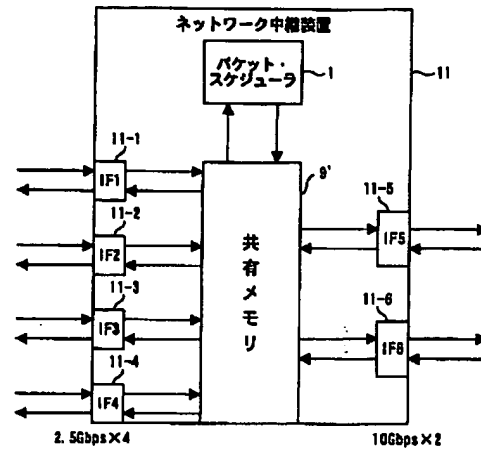 ネットワーク中継装置
パケット・
スケジューラ
1
11
11-1
IF1
9'
11-2
IF2
11-5
IF5
共有メモリ
11-3
IF3
11-6
IF6
11-4
IF4
2.5Gbps×4
10Gbps×2